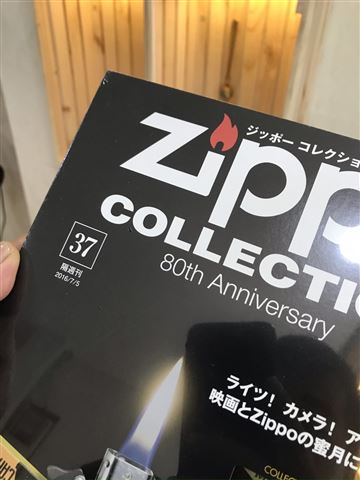 ジッポー コレクショ
Zipp
COLLECTI
80th Anniversary
37
隔週刊
2016/7/5
ライツ! カメラ! ア
映画とZippoの蜜月に
COLLEC